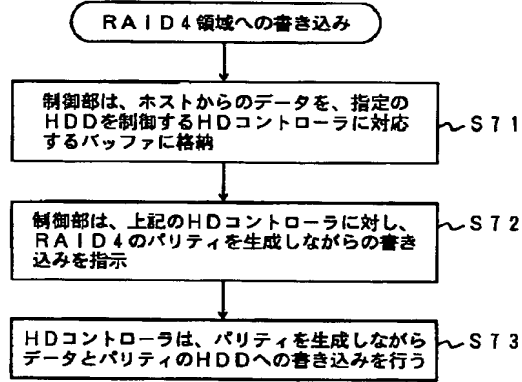 RAID4領域への書き込み
制御部は、ホストからのデータを、指定の
HDDを制御するHDコントローラに対応
するバッファに格納
S71
制御部は、上記のHDコントローラに対し、
RAID4のパリティを生成しながらの書き
込みを指示
S72
HDコントローラは、パリティを生成しながら
データとパリティのHDDへの書き込みを行う
S73